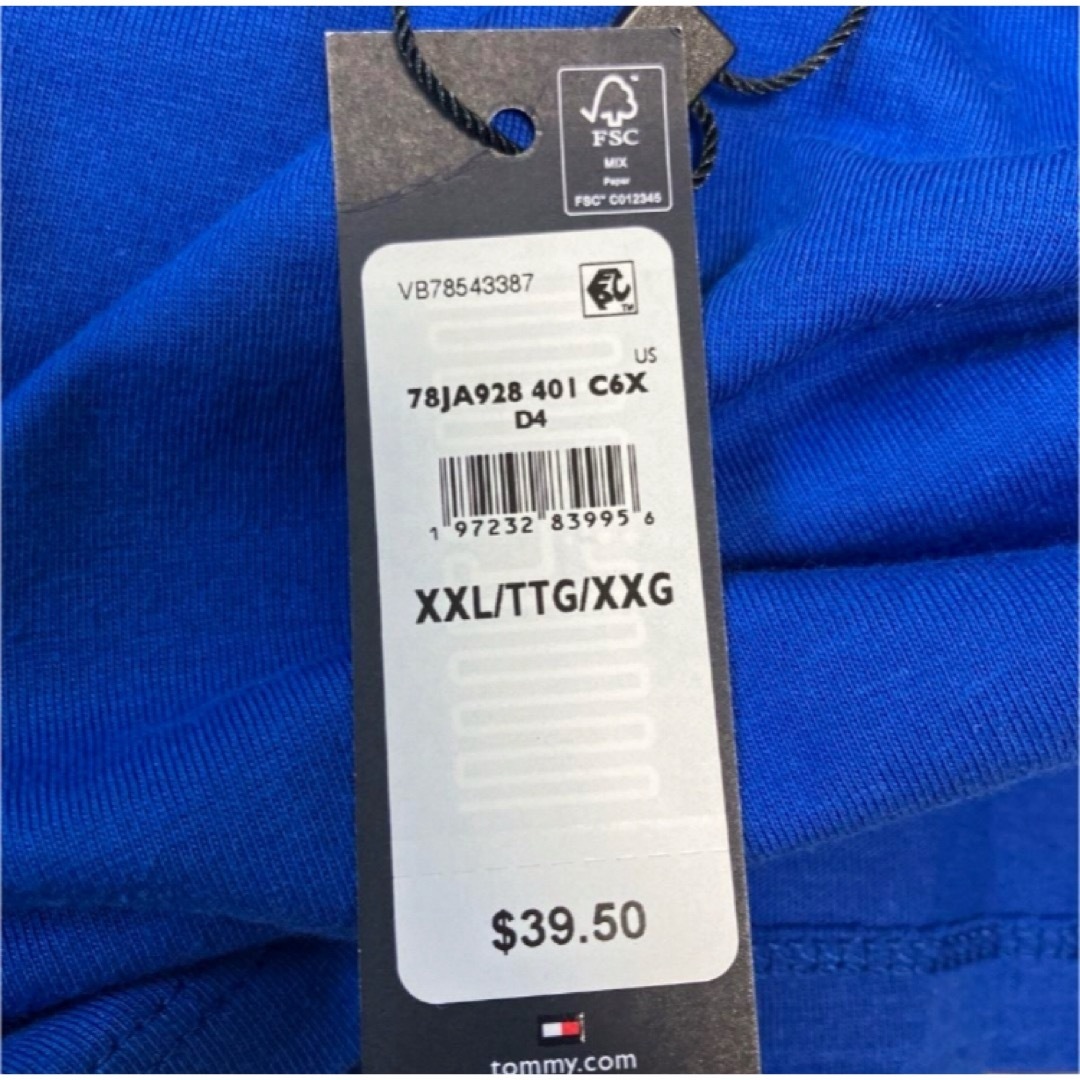 FSC
MIX
Paper
FSC™ C012345
VB78543387
US
78JA928 401 C6X
D4
1 97232 83995 6
XXL/TTG/XXG
$39.50
tommy.com